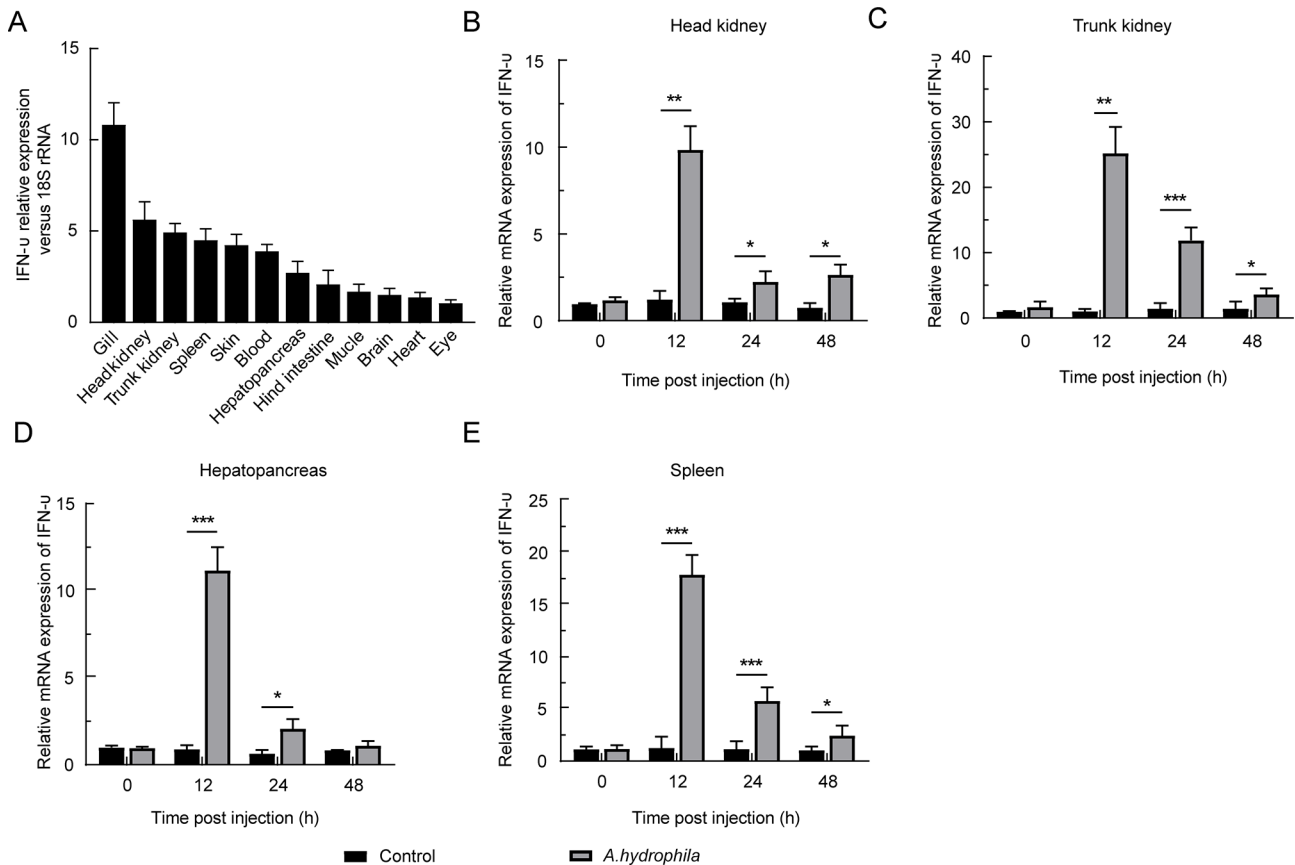 A
IFN-υ relative expression
versus 18S rRNA
15
10
5
0
Gill
Head kidney
Trunk kidney
Spleen
Skin
Blood
Hepatopancreas
Hind intestine
Mucle
Brain
Heart
Eye
B
Head kidney
Relative mRNA expression of IFN-υ
15
10
5
0
**
*
*
0 12 24 48
Time post injection (h)
C
Trunk kidney
Relative mRNA expression of IFN-υ
40
30
20
10
0
**
***
*
0 12 24 48
Time post injection (h)
D
Hepatopancreas
Relative mRNA expression of IFN-υ
15
10
5
0
***
*
0 12 24 48
Time post injection (h)
E
Spleen
Relative mRNA expression of IFN-υ
25
20
15
10
5
0
***
***
*
0 12 24 48
Time post injection (h)
Control
A.hydrophila